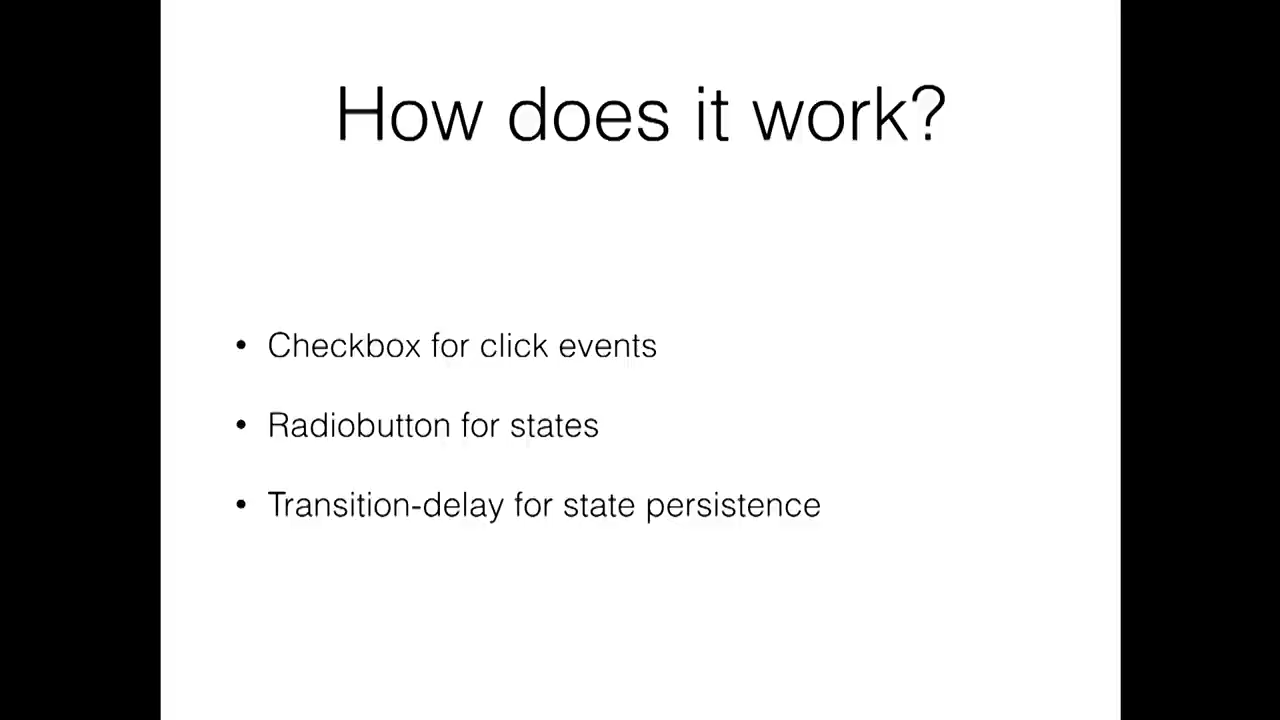 How does it work?
• Checkbox for click events
• Radiobutton for states
• Transition-delay for state persistence